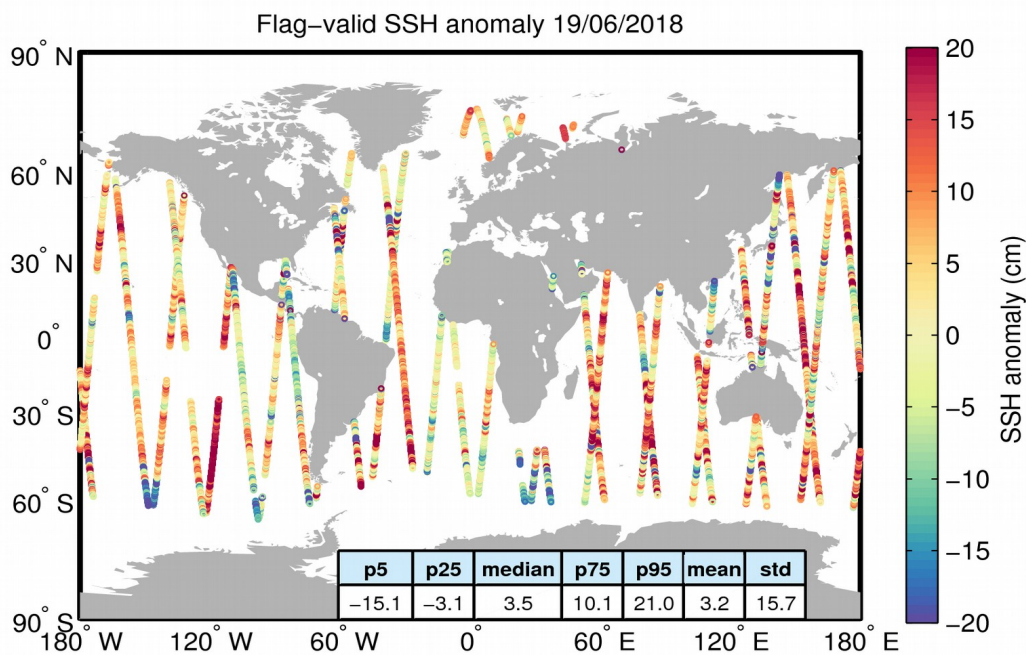 Flag−valid SSH anomaly 19/06/2018
90° N
60° N
30° N
0°
30° S
60° S
90° S
180° W 120° W 60° W 0° 60° E 120° E 180° E
p5 p25 median p75 p95 mean std
−15.1 −3.1 3.5 10.1 21.0 3.2 15.7
20
15
10
5
0
−5
−10
−15
−20
SSH anomaly (cm)